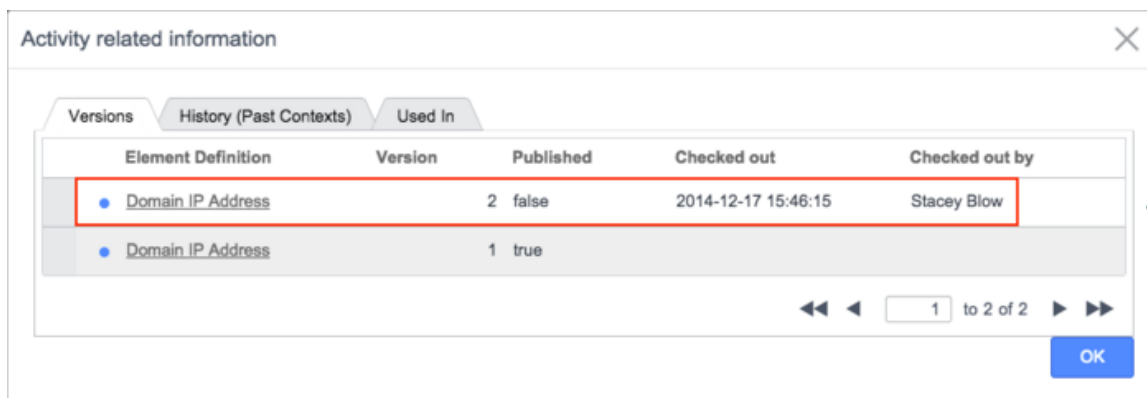 Activity related information
Versions History (Past Contexts) Used In
Element Definition Version Published Checked out Checked out by
Domain IP Address 2 false 2014-12-17 15:46:15 Stacey Blow
Domain IP Address 1 true
1 to 2 of 2
OK